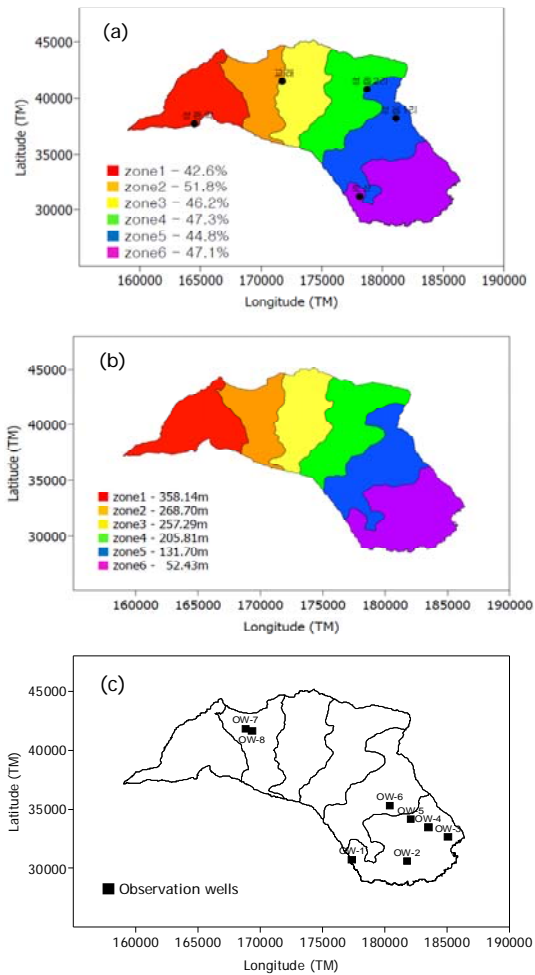 (a)
45000
40000
35000
30000
Latitude (TM)
zone1 - 42.6%
zone2 - 51.8%
zone3 - 46.2%
zone4 - 47.3%
zone5 - 44.8%
zone6 - 47.1%
160000 165000 170000 175000 180000 185000 190000
Longitude (TM)
(b)
45000
40000
35000
30000
Latitude (TM)
zone1 - 358.14m
zone2 - 268.70m
zone3 - 257.29m
zone4 - 205.81m
zone5 - 131.70m
zone6 - 52.43m
160000 165000 170000 175000 180000 185000 190000
Longitude (TM)
(c)
45000
40000
35000
30000
Latitude (TM)
OW-7
OW-8
OW-6
OW-5
OW-4
OW-3
OW-1
OW-2
Observation wells
160000 165000 170000 175000 180000 185000 190000
Longitude (TM)